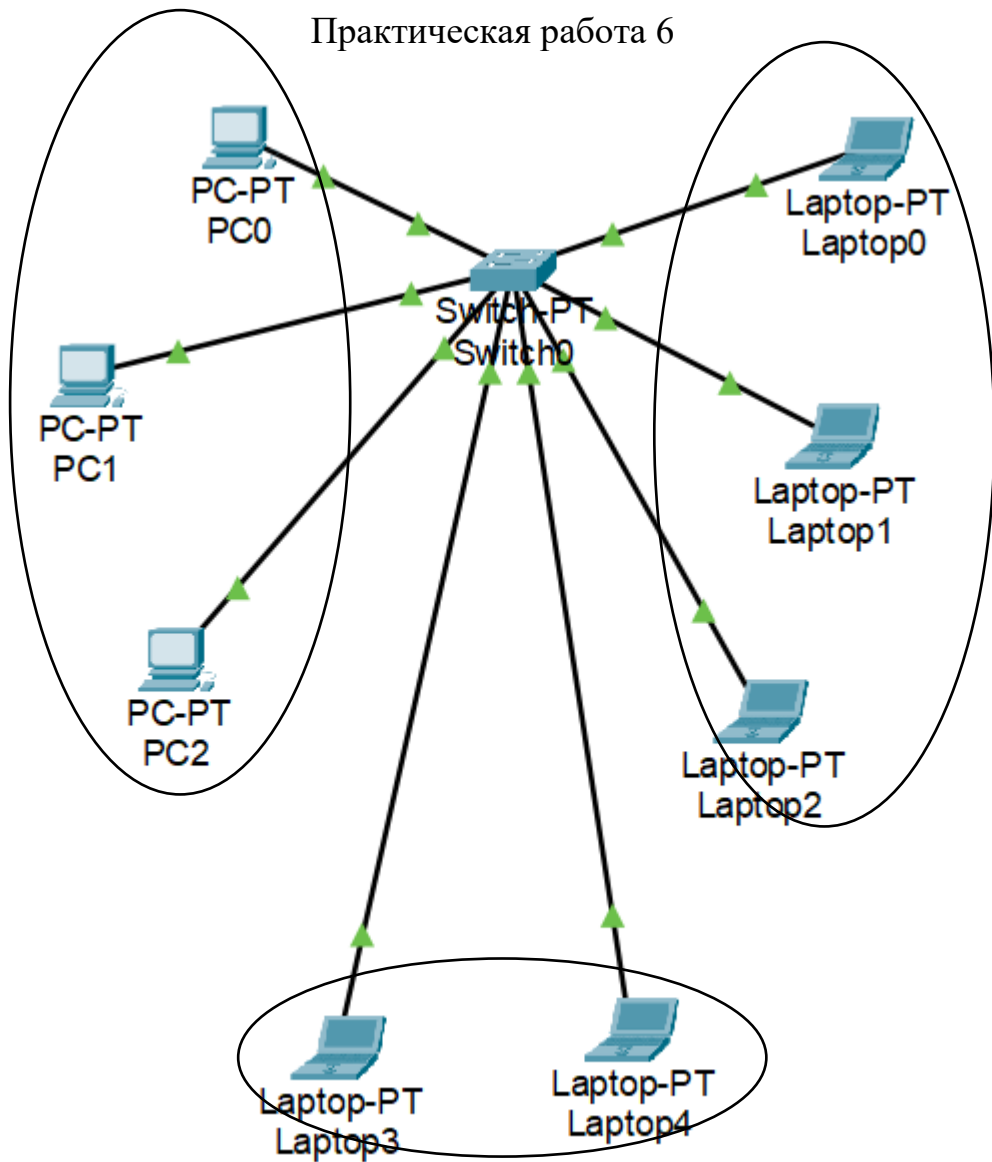 Практическая работа 6
PC-PT
PC0
Laptop-PT
Laptop0
Switch-PT
Switch0
PC-PT
PC1
Laptop-PT
Laptop1
PC-PT
PC2
Laptop-PT
Laptop2
Laptop-PT
Laptop3
Laptop-PT
Laptop4